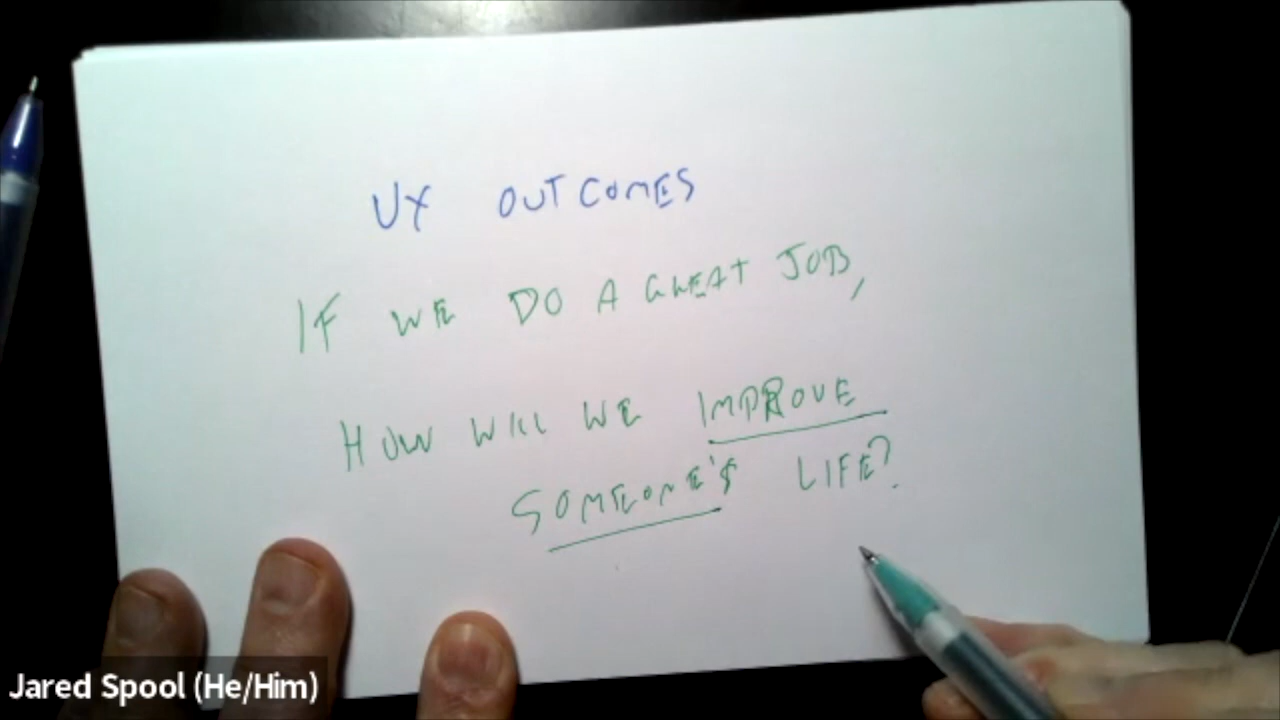 UX OUTCOMES
IF WE DO A GREAT JOB,
HOW WILL WE IMPROVE
SOMEONE'S LIFE?
Jared Spool (He/Him)